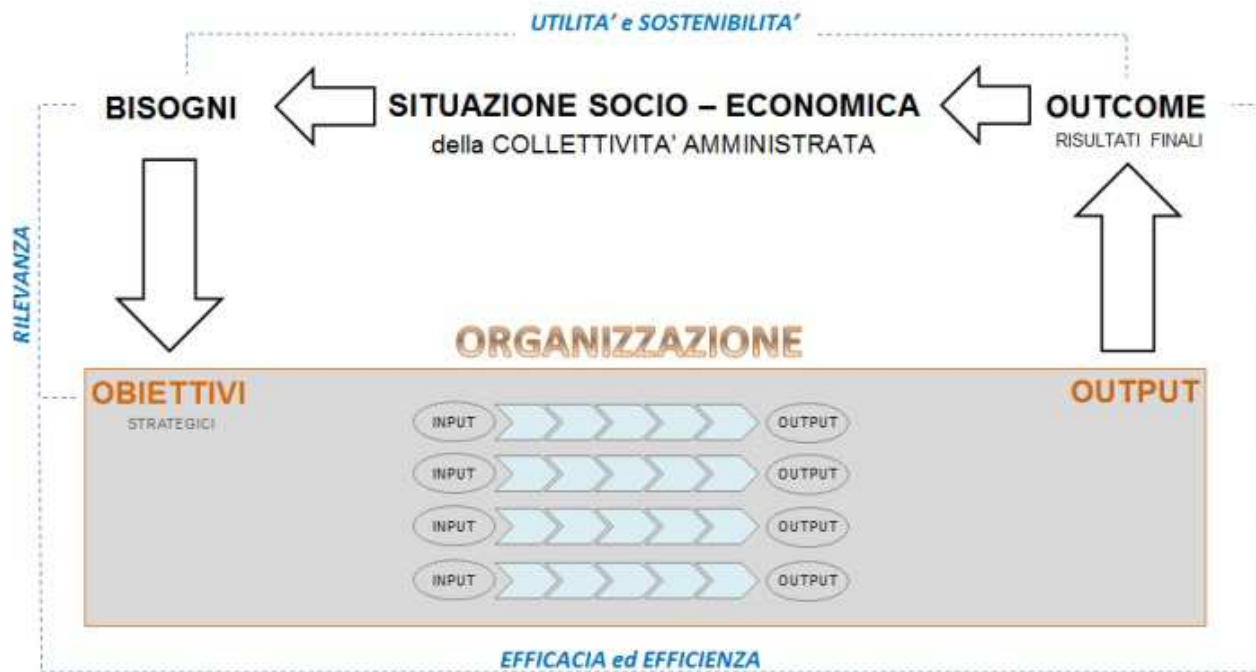 UTILITA' e SOSTENIBILITA'
BISOGNI
SITUAZIONE SOCIO – ECONOMICA
della COLLETTIVITA' AMMINISTRATA
OUTCOME
RISULTATI FINALI
RILEVANZA
ORGANIZZAZIONE
OBIETTIVI
STRATEGICI
OUTPUT
INPUT OUTPUT
INPUT OUTPUT
INPUT OUTPUT
INPUT OUTPUT
EFFICACIA ed EFFICIENZA